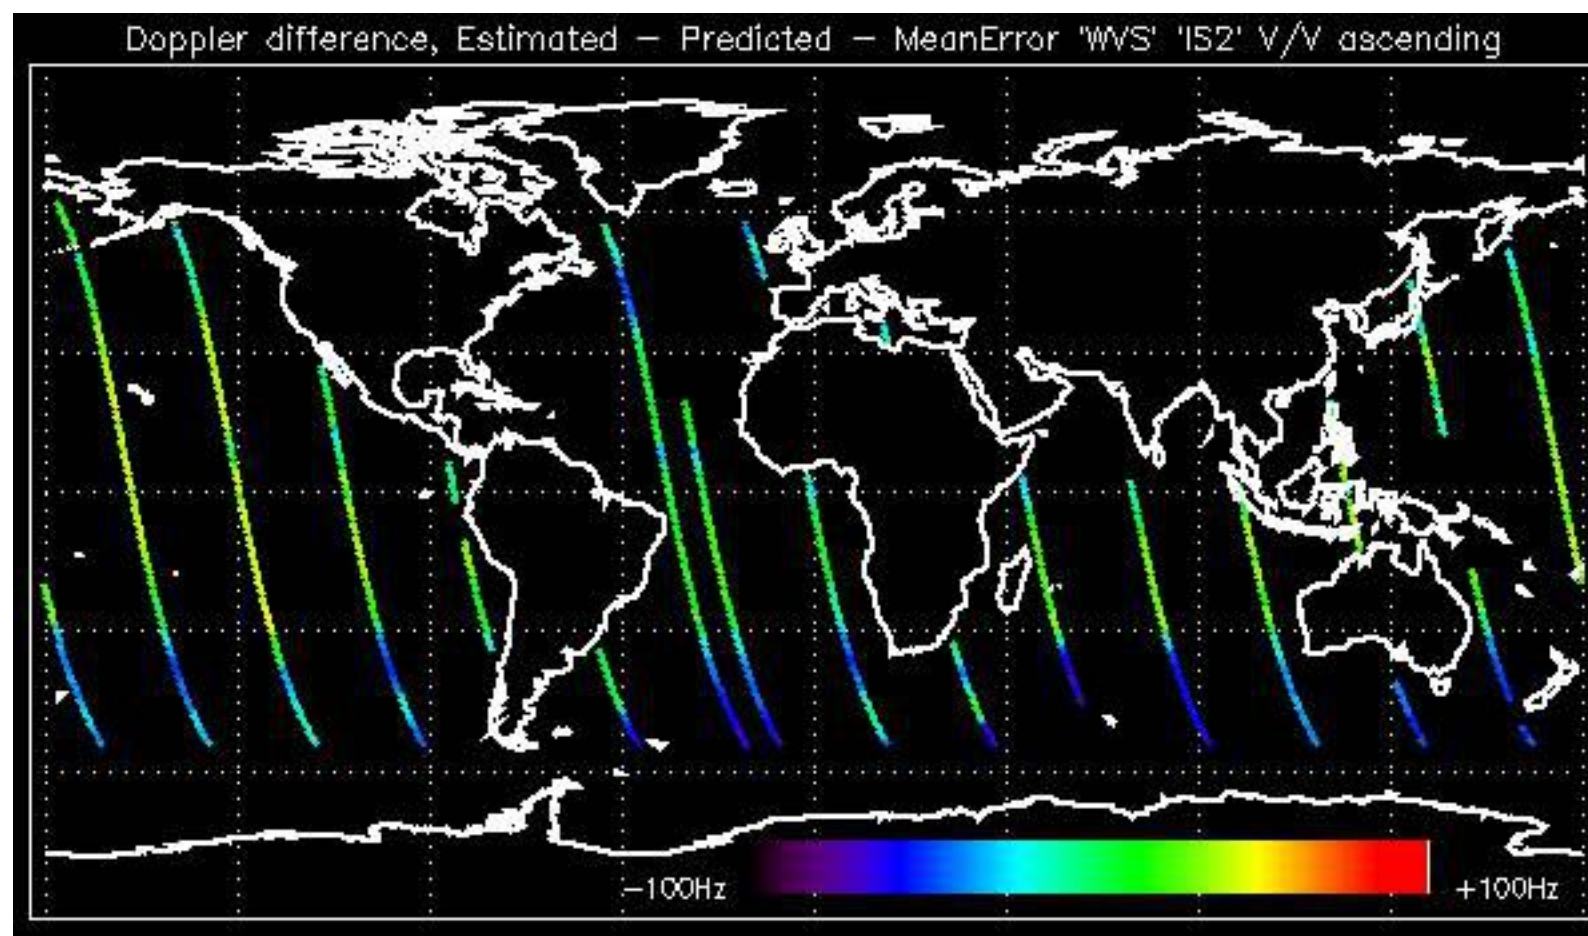 Doppler difference, Estimated – Predicted – MeanError 'WVS' 'IS2' V/V ascending
−100Hz +100Hz